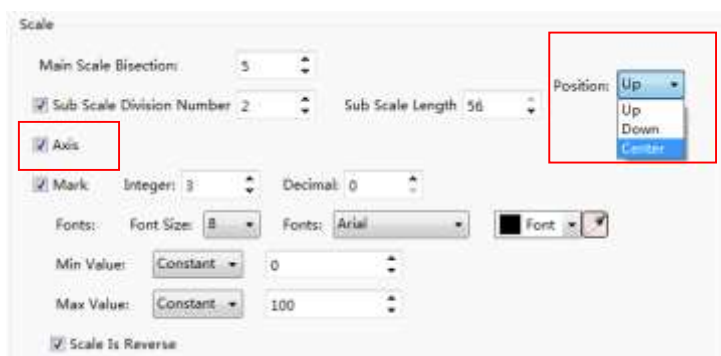 Scale
Main Scale Bisection: 5
Position: Up
Sub Scale Division Number 2 Sub Scale Length 56
Up
Down
Center
Axis
Mark Integer: 3 Decimal: 0
Fonts: Font Size: 8 Fonts: Arial Font
Min Value: Constant 0
Max Value: Constant 100
Scale Is Reverse